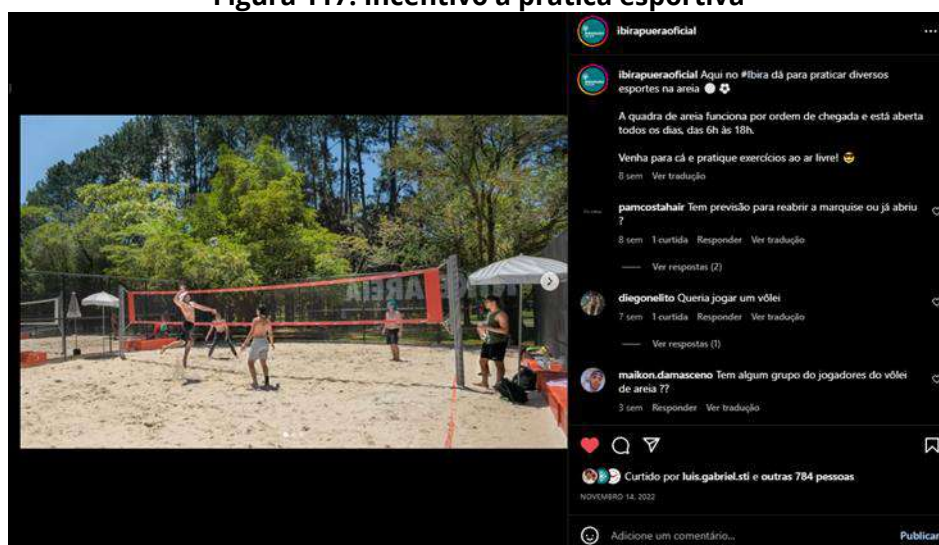 Figura 117: Incentivo à prática esportiva
ibirapueraoficial
ibirapueraoficial Aqui no #Ibira dá para praticar diversos
esportes na areia
A quadra de areia funciona por ordem de chegada e está aberta
todos os dias, das 6h às 18h.
Venha para cá e pratique exercícios ao ar livre! 😎
8 sem Ver tradução
pamcostahair Tem previsão para reabrir a marquise ou já abriu
?
8 sem 1 curtida Responder Ver tradução
Ver respostas (2)
diegonelito Queria jogar um vôlei
7 sem 1 curtida Responder Ver tradução
Ver respostas (1)
maikon.damasceno Tem algum grupo do jogadores do vôlei
de areia ??
3 sem Responder Ver tradução
Curtido por luis.gabriel.sti e outras 784 pessoas
NOVEMBRO 14, 2022
Adicione um comentário...
Publicar
AREIA